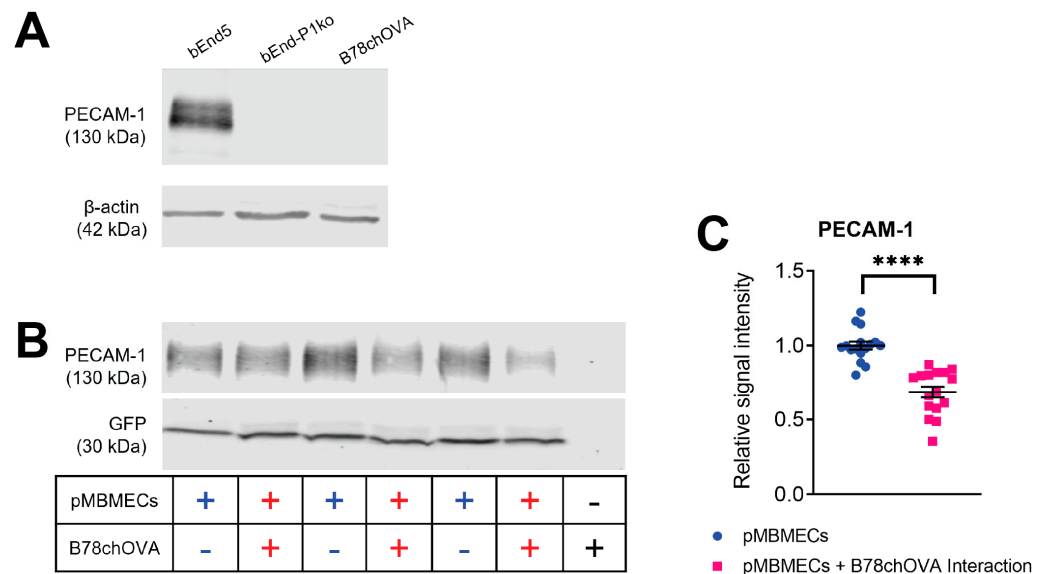 A
bEnd5
bEnd-P1ko
B78chOVA
PECAM-1
(130 kDa)
β-actin
(42 kDa)
B
PECAM-1
(130 kDa)
GFP
(30 kDa)
pMBMECs + + + + + + -
B78chOVA - + - + - + +
C
PECAM-1
****
Relative signal intensity
1.5
1.0
0.5
0.0
pMBMECs
pMBMECs + B78chOVA Interaction